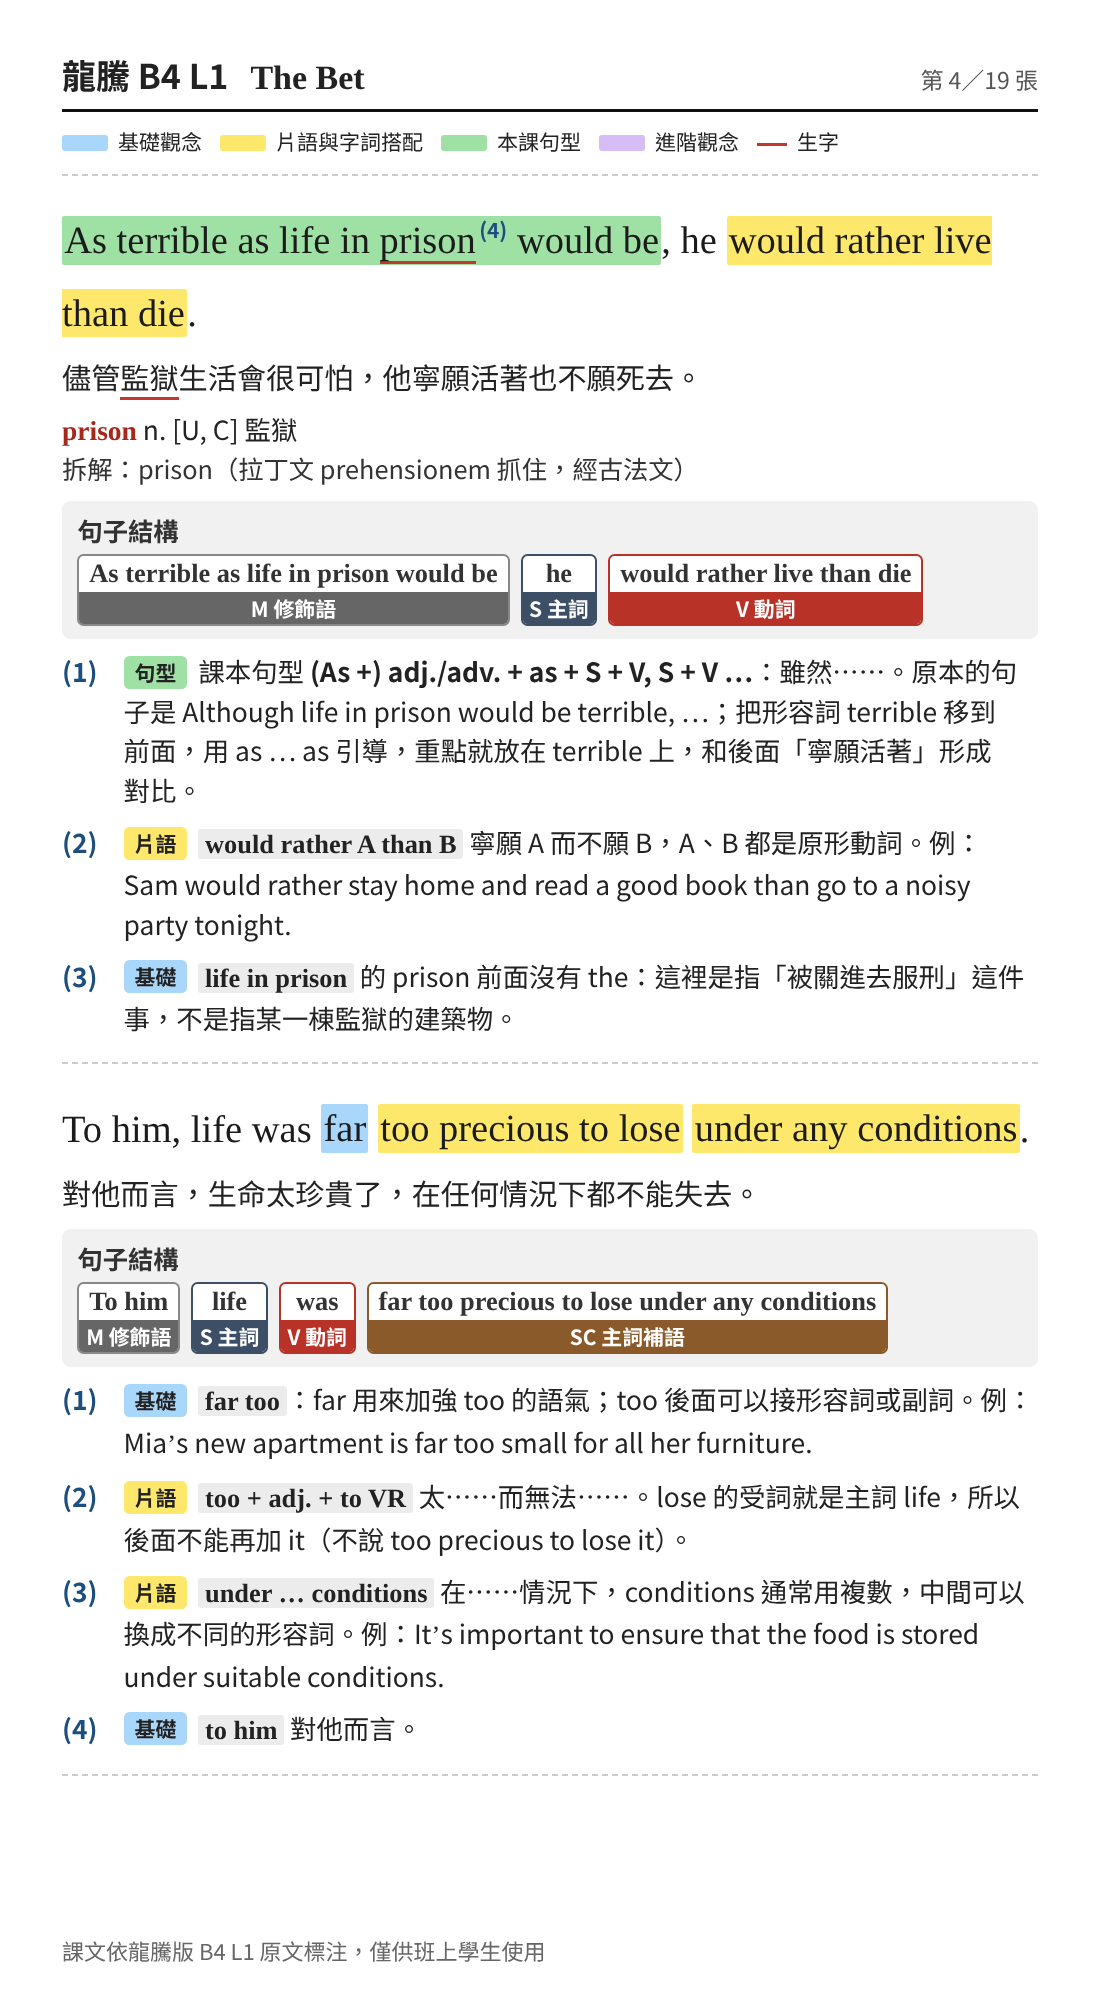 龍騰 B4 L1 The Bet
第 4／19 張
基礎觀念 片語與字詞搭配 本課句型 進階觀念 生字
As terrible as life in prison(4) would be, he would rather live
than die.
儘管監獄生活會很可怕，他寧願活著也不願死去。
prison n. [U, C] 監獄
拆解：prison（拉丁文 prehensionem 抓住，經古法文）
句子結構
As terrible as life in prison would be he would rather live than die
M 修飾語 S 主詞 V 動詞
(1) 句型 課本句型 (As +) adj./adv. + as + S + V, S + V …：雖然……。原本的句
子是 Although life in prison would be terrible, …；把形容詞 terrible 移到
前面，用 as … as 引導，重點就放在 terrible 上，和後面「寧願活著」形成
對比。
(2) 片語 would rather A than B 寧願 A 而不願 B，A、B 都是原形動詞。例：
Sam would rather stay home and read a good book than go to a noisy
party tonight.
(3) 基礎 life in prison 的 prison 前面沒有 the：這裡是指「被關進去服刑」這件
事，不是指某一棟監獄的建築物。
To him, life was far too precious to lose under any conditions.
對他而言，生命太珍貴了，在任何情況下都不能失去。
句子結構
To him life was far too precious to lose under any conditions
M 修飾語 S 主詞 V 動詞 SC 主詞補語
(1) 基礎 far too：far 用來加強 too 的語氣；too 後面可以接形容詞或副詞。例：
Mia’s new apartment is far too small for all her furniture.
(2) 片語 too + adj. + to VR 太……而無法……。lose 的受詞就是主詞 life，所以
後面不能再加 it（不說 too precious to lose it）。
(3) 片語 under … conditions 在……情況下，conditions 通常用複數，中間可以
換成不同的形容詞。例：It’s important to ensure that the food is stored
under suitable conditions.
(4) 基礎 to him 對他而言。
課文依龍騰版 B4 L1 原文標注，僅供班上學生使用